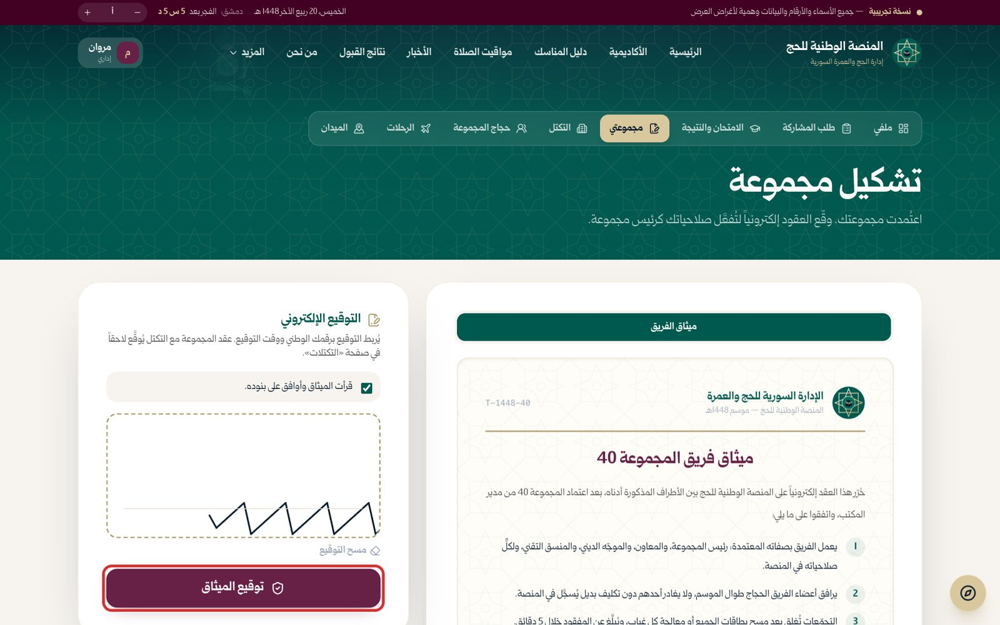 نسخة تجريبية — جميع الأسماء والأرقام والبيانات وهمية لأغراض العرض
الخميس، 20 ربيع الآخر 1448 هـ دمشق: الفجر بعد 5 س 5 د
− أ +
المنصة الوطنية للحج
إدارة الحج والعمرة السورية
الرئيسية الأكاديمية دليل المناسك مواقيت الصلاة الأخبار نتائج القبول من نحن المزيد
م مروان
إداري
ملفي طلب المشاركة الامتحان والنتيجة مجموعتي التكتل حجاج المجموعة الرحلات الميدان
تشكيل مجموعة
اعتُمدت مجموعتك. وقّع العقود إلكترونياً لتُفعَّل صلاحياتك كرئيس مجموعة.
ميثاق الفريق
الإدارة السورية للحج والعمرة
المنصة الوطنية للحج — موسم 1448هـ
T-1448-40
ميثاق فريق المجموعة 40
حُرّر هذا العقد إلكترونياً على المنصة الوطنية للحج بين الأطراف المذكورة أدناه، بعد اعتماد المجموعة 40 من مدير
المكتب، واتفقوا على ما يلي:
1 يعمل الفريق بصفاته المعتمدة: رئيس المجموعة، والمعاون، والموجّه الديني، والمنسق التقني، ولكلٍّ
صلاحياته في المنصة.
2 يرافق أعضاء الفريق الحجاج طوال الموسم، ولا يغادر أحدهم دون تكليف بديل يُسجَّل في المنصة.
3 التجمّعات تُغلق بعد مسح بطاقات الجميع أو معالجة كل غياب، ويُبلَّغ عن المفقود خلال 5 دقائق.
التوقيع الإلكتروني
يُربط التوقيع برقمك الوطني ووقت التوقيع. عقد المجموعة مع التكتل يُوقَّع لاحقاً
في صفحة «التكتلات».
قرأت الميثاق وأوافق على بنوده.
مسح التوقيع
توقيع الميثاق